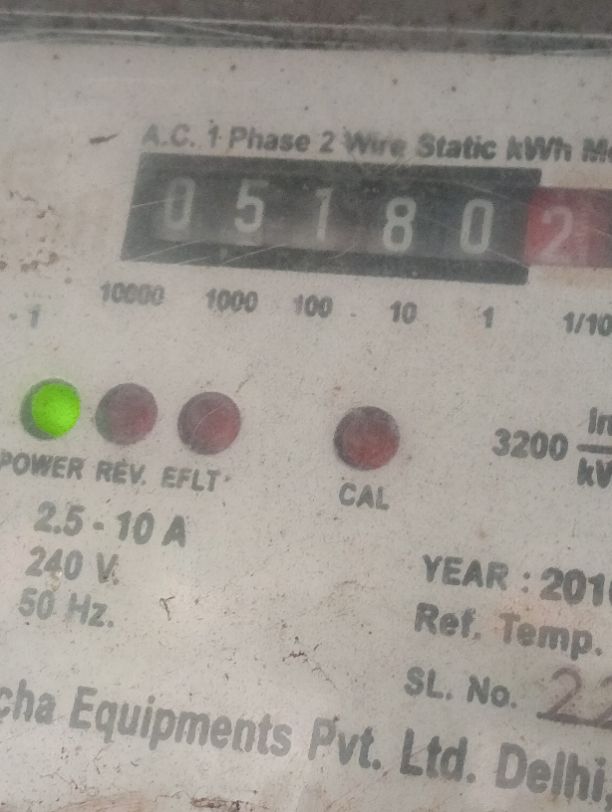 A.C. 1 Phase 2 Wire Static kWh
0 5 1 8 0 2
10000 1000 100 10 1 1/10
1
3200
POWER REV. EFLT
CAL
2.5 - 10 A
240 V.
50 Hz.
YEAR :
Ref. Temp.
SL. No. 22
Equipments Pvt. Ltd. Delhi